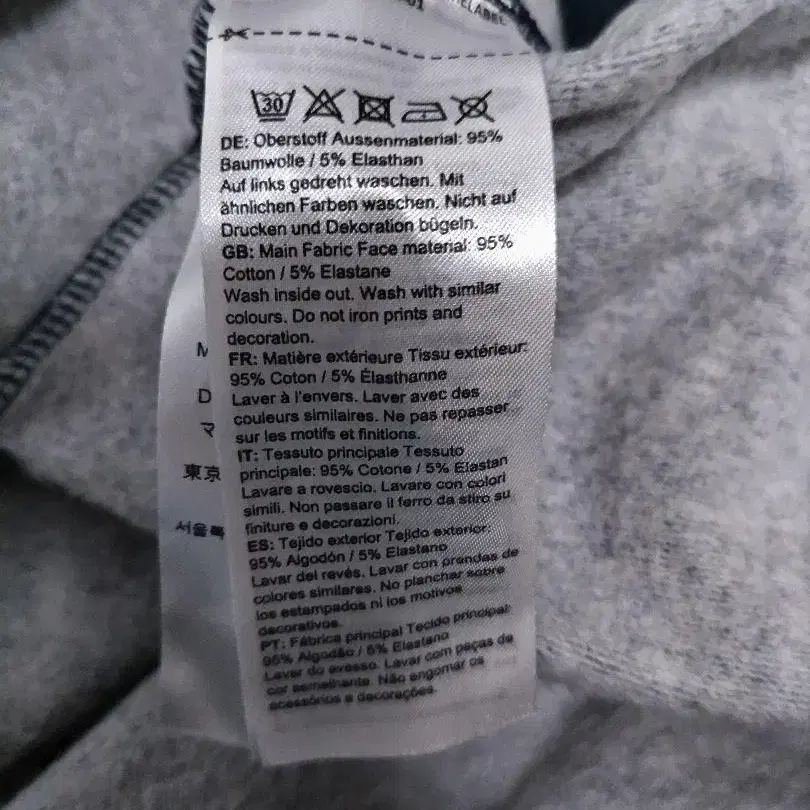 CLABEL
30
DE: Oberstoff Aussenmaterial: 95%
Baumwolle / 5% Elasthan
Auf links gedreht waschen. Mit
ähnlichen Farben waschen. Nicht auf
Drucken und Dekoration bügeln.
GB: Main Fabric Face material: 95%
Cotton / 5% Elastane
Wash inside out. Wash with similar
colours. Do not iron prints and
decoration.
FR: Matière extérieure Tissu extérieur:
95% Coton / 5% Élasthanne
Laver à l'envers. Laver avec des
couleurs similaires. Ne pas repasser
sur les motifs et finitions.
IT: Tessuto principale Tessuto
principale: 95% Cotone / 5% Elastan
Lavare a rovescio. Lavare con colori
simili. Non passare il ferro da stiro su
finiture e decorazioni.
ES: Tejido exterior Tejido exterior:
95% Algodón / 5% Elastano
Lavar del revés. Lavar con prendas de
colores similares. No planchar sobre
los estampados ni los motivos
decorativos.
PT: Fábrica principal Tecido principal:
95% Algodão / 5% Elastano
Lavar do avesso. Lavar com peças de
cor semelhante. Não engomar os
acessórios e decorações.
M
D
マ
東京
서울특